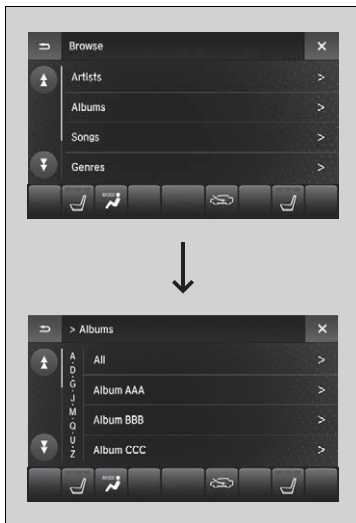 Browse
Artists
Albums
Songs
Genres
MODE
> Albums
A
D
G
J
M
Q
U
Z
All
Album AAA
Album BBB
Album CCC
MODE